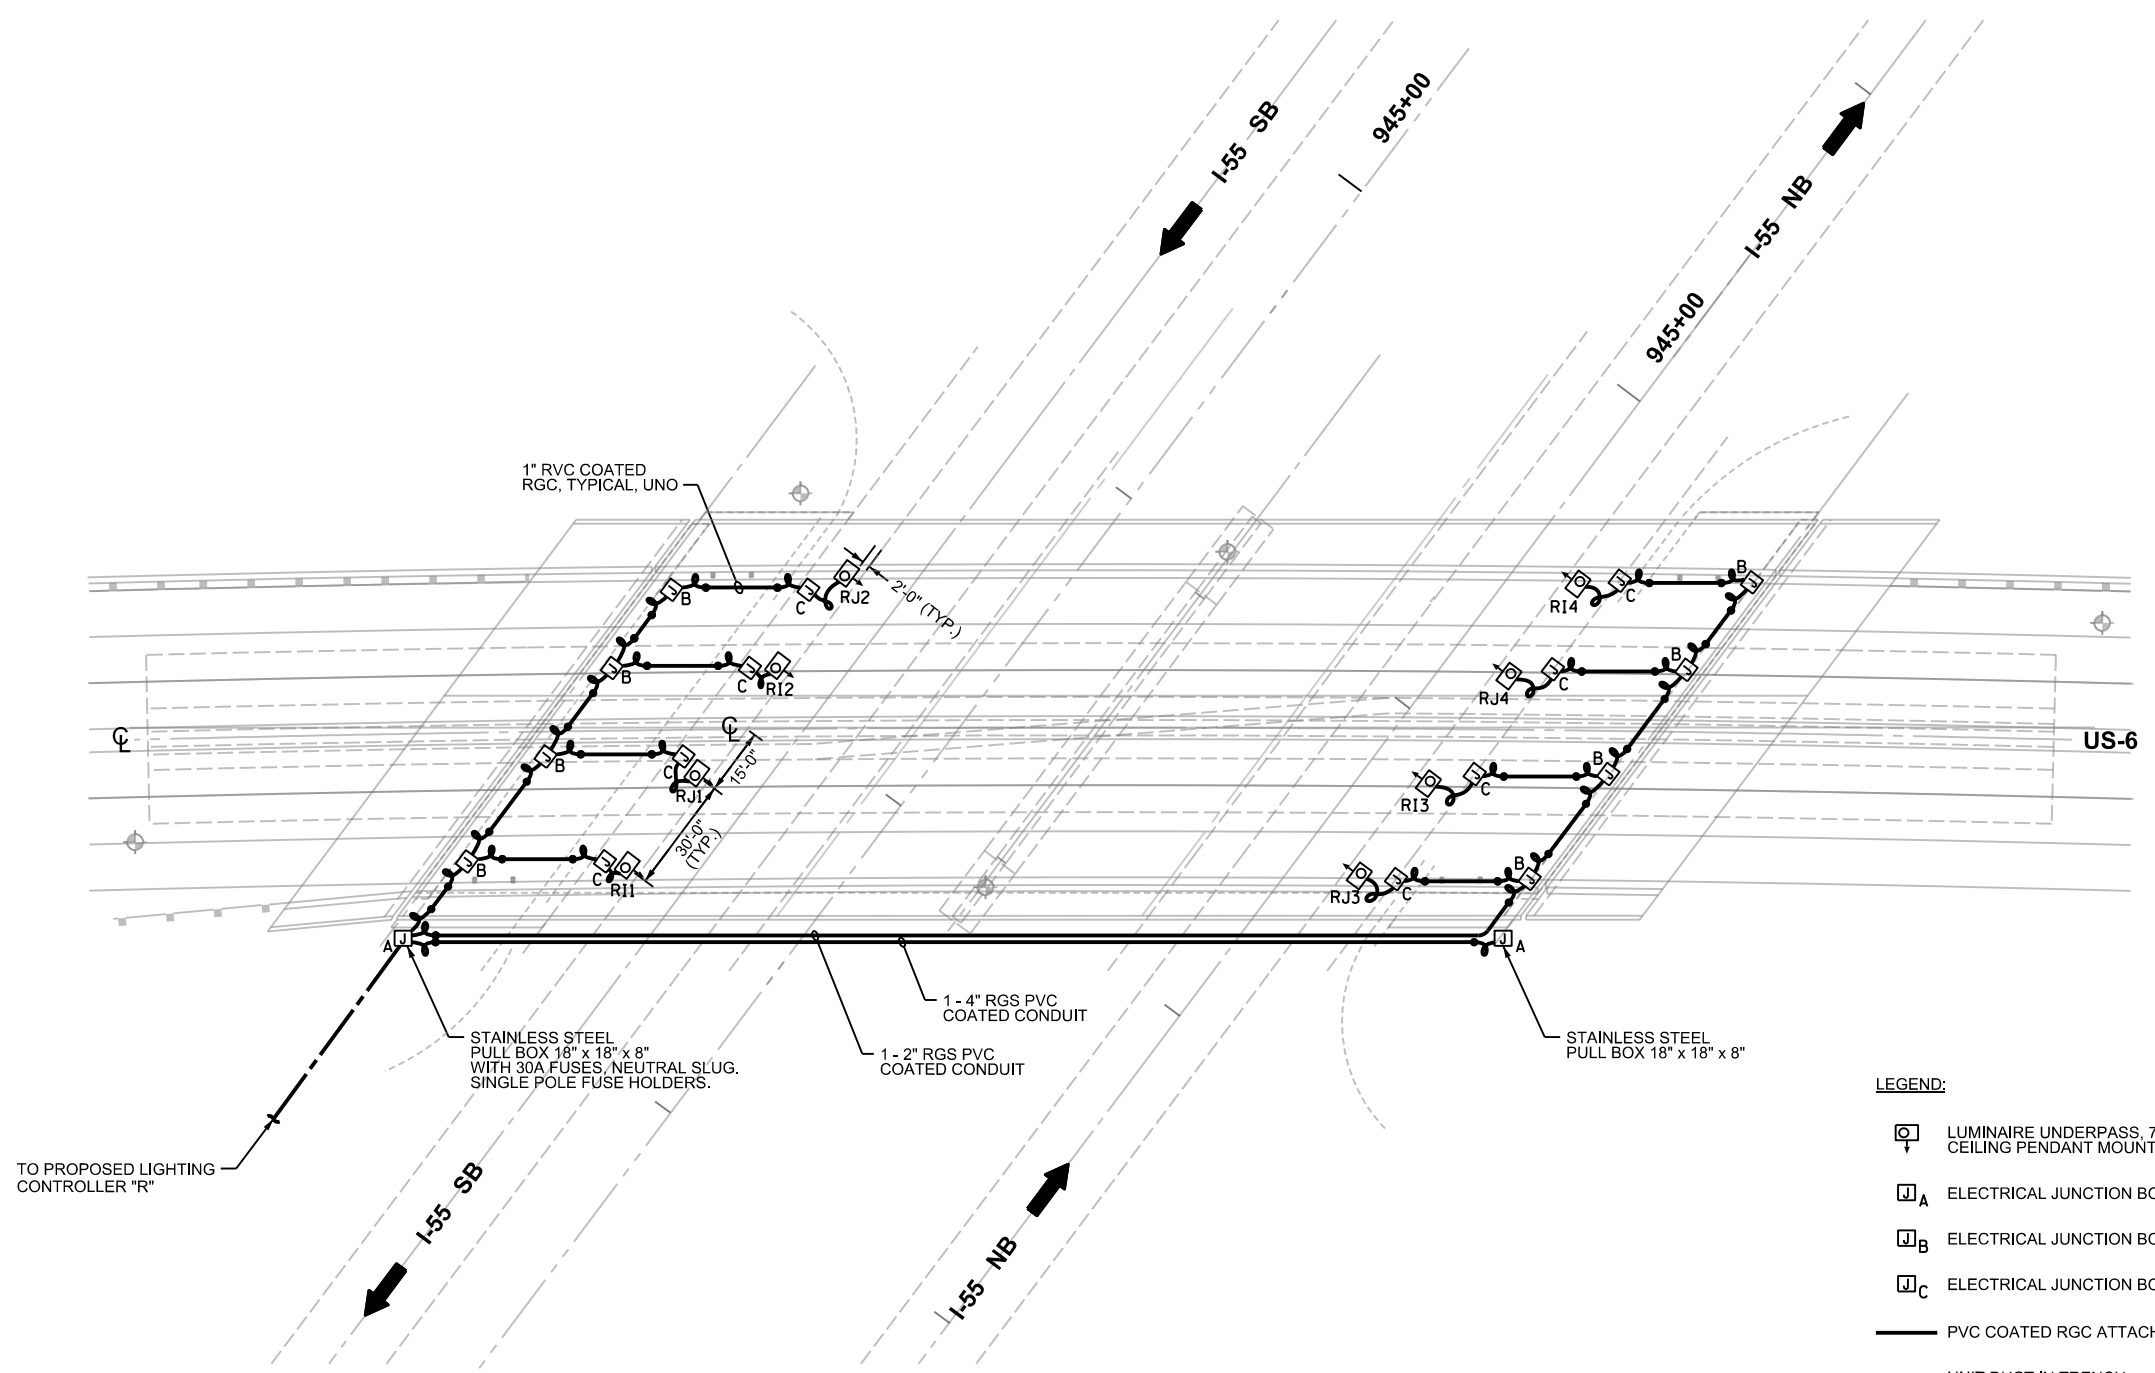 I-55 SB
945+00
I-55 NB
945+00
1" RVC COATED
RGC, TYPICAL, UNO
J B
J C
RJ2
2'-0" (TYP.)
J B
J C
RI2
J B
J C
RJ1
15'-0"
30'-0"
(TYP.)
J B
J C
RI1
RI4
J C
B J
RJ4
J C
B J
RI3
J C
B J
RJ3
J C
B J
US-6
A J
J A
1 - 4" RGS PVC
COATED CONDUIT
1 - 2" RGS PVC
COATED CONDUIT
STAINLESS STEEL
PULL BOX 18" x 18" x 8"
WITH 30A FUSES, NEUTRAL SLUG.
SINGLE POLE FUSE HOLDERS.
STAINLESS STEEL
PULL BOX 18" x 18" x 8"
TO PROPOSED LIGHTING
CONTROLLER "R"
I-55 SB
I-55 NB
LEGEND:
LUMINAIRE UNDERPASS, 7
CEILING PENDANT MOUNT
J A ELECTRICAL JUNCTION BO
J B ELECTRICAL JUNCTION BO
J C ELECTRICAL JUNCTION BO
PVC COATED RGC ATTACH